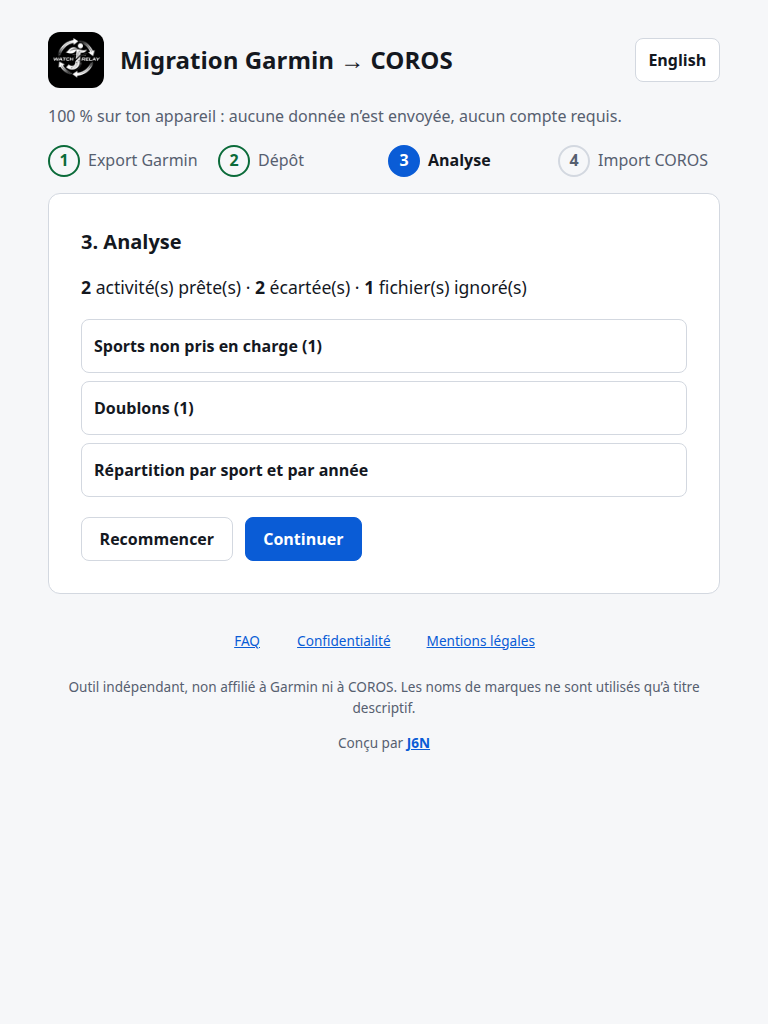 WATCH RELAY
Migration Garmin → COROS
English
100 % sur ton appareil : aucune donnée n’est envoyée, aucun compte requis.
1 Export Garmin 2 Dépôt 3 Analyse 4 Import COROS
3. Analyse
2 activité(s) prête(s) · 2 écartée(s) · 1 fichier(s) ignoré(s)
Sports non pris en charge (1)
Doublons (1)
Répartition par sport et par année
Recommencer Continuer
FAQ Confidentialité Mentions légales
Outil indépendant, non affilié à Garmin ni à COROS. Les noms de marques ne sont utilisés qu’à titre
descriptif.
Conçu par J6N